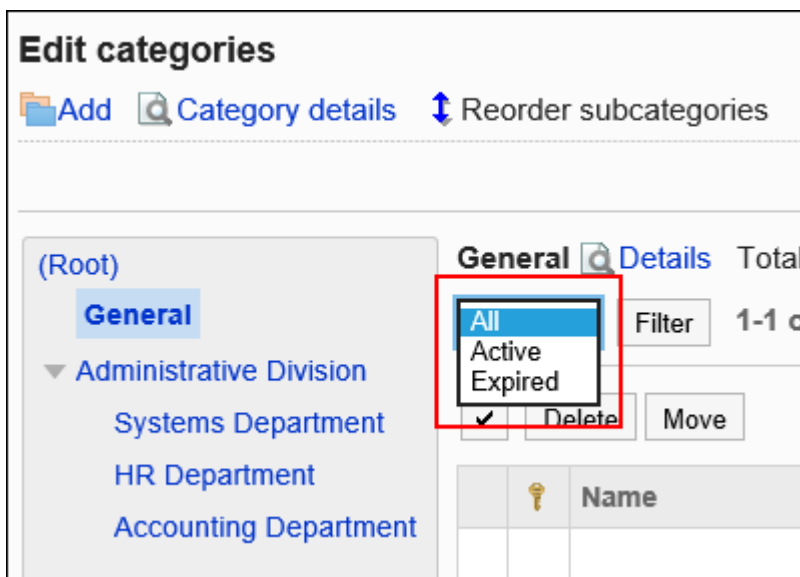 Edit categories
Add Category details Reorder subcategories
(Root)
General
Administrative Division
Systems Department
HR Department
Accounting Department
General Details
All
Active
Expired
Filter 1-1
Delete Move
Name